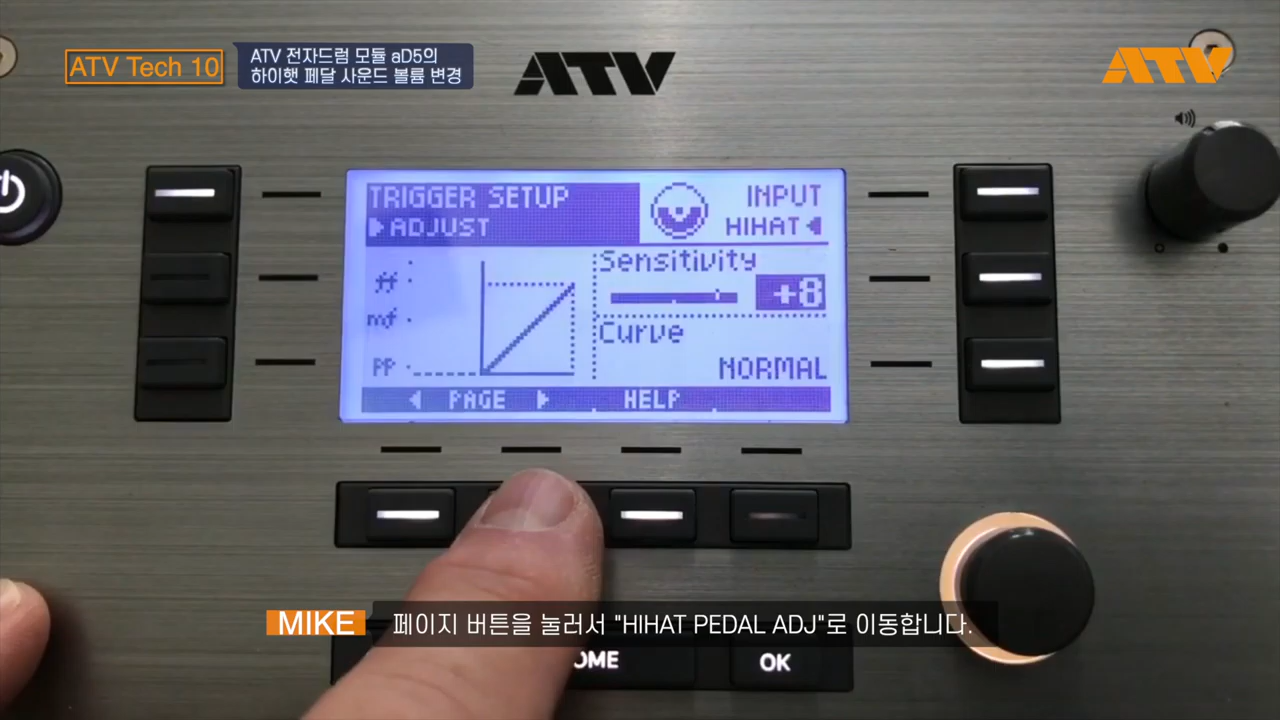 ATV Tech 10
ATV 전자드럼 모듈 aD5의
하이햇 페달 사운드 볼륨 변경
ATV
ATV
TRIGGER SETUP
ADJUST
INPUT
HIHAT
ff
mf
pp
Sensitivity
+8
Curve
NORMAL
PAGE
HELP
MIKE
페이지 버튼을 눌러서 "HIHAT PEDAL ADJ"로 이동합니다.
OK